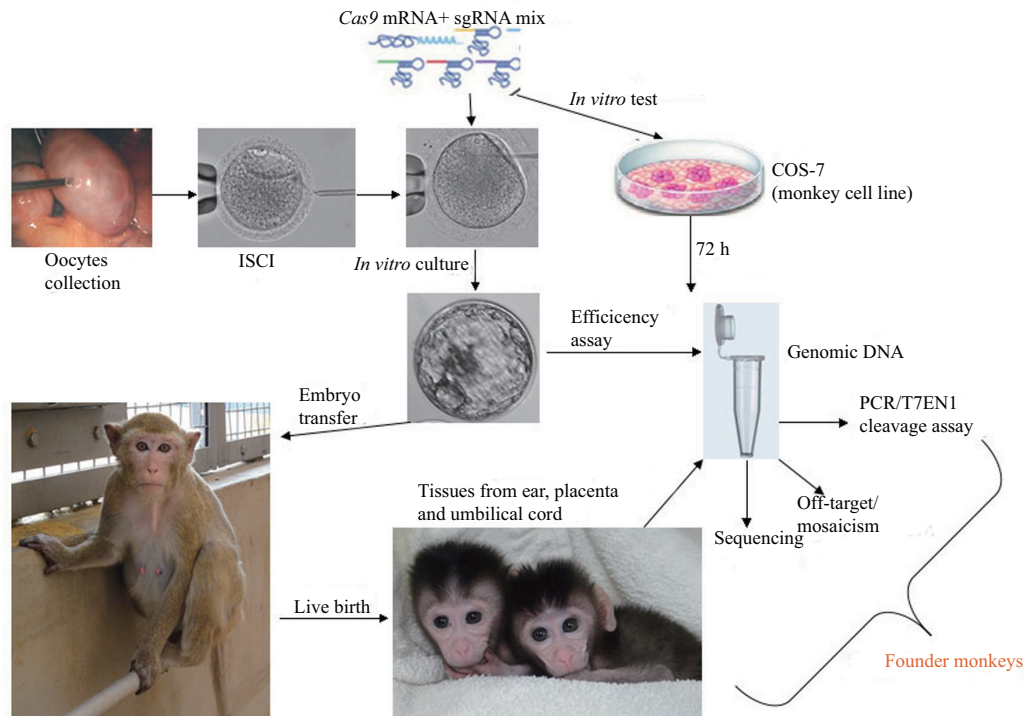 Cas9 mRNA+ sgRNA mix
In vitro test
COS-7
(monkey cell line)
Oocytes
collection
ISCI
In vitro culture
72 h
Efficicency
assay
Genomic DNA
Embryo
transfer
PCR/T7EN1
cleavage assay
Tissues from ear, placenta
and umbilical cord
Off-target/
mosaicism
Sequencing
Live birth
Founder monkeys